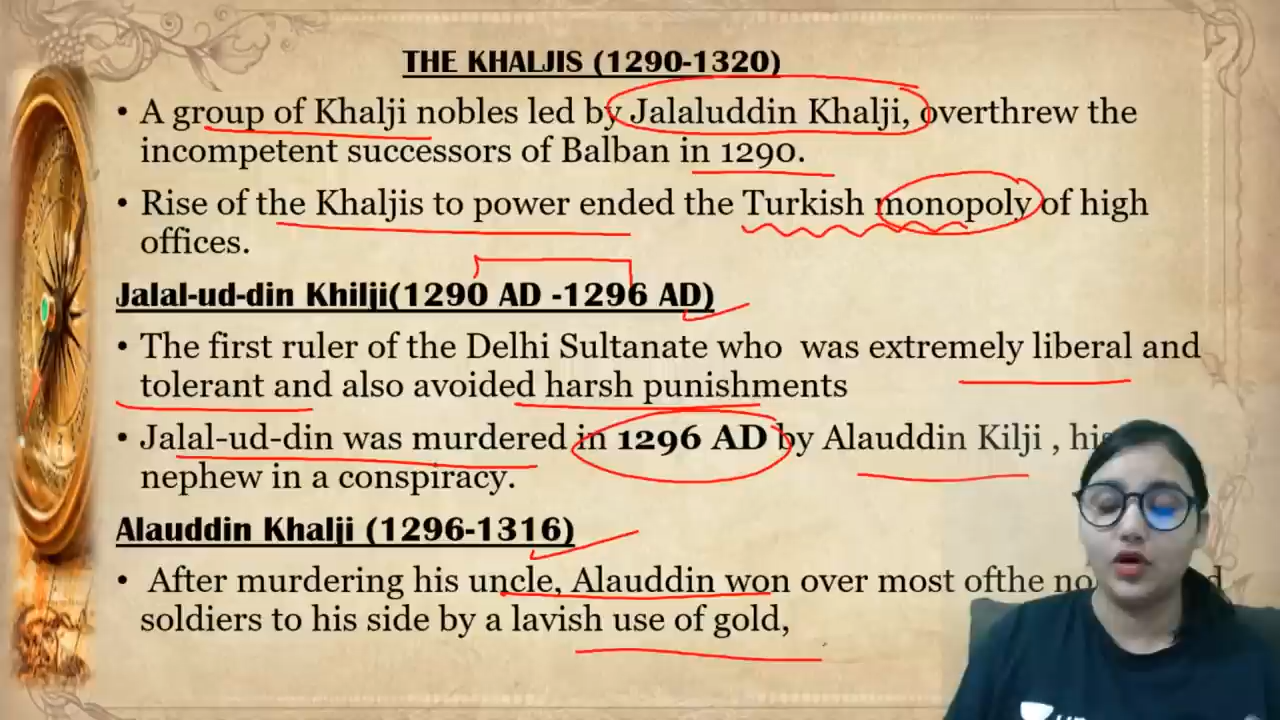 THE KHALJIS (1290-1320)
• A group of Khalji nobles led by Jalaluddin Khalji, overthrew the
incompetent successors of Balban in 1290.
• Rise of the Khaljis to power ended the Turkish monopoly of high
offices.
Jalal-ud-din Khilji(1290 AD -1296 AD)
• The first ruler of the Delhi Sultanate who was extremely liberal and
tolerant and also avoided harsh punishments
• Jalal-ud-din was murdered in 1296 AD by Alauddin Kilji , his
nephew in a conspiracy.
Alauddin Khalji (1296-1316)
• After murdering his uncle, Alauddin won over most ofthe
soldiers to his side by a lavish use of gold,